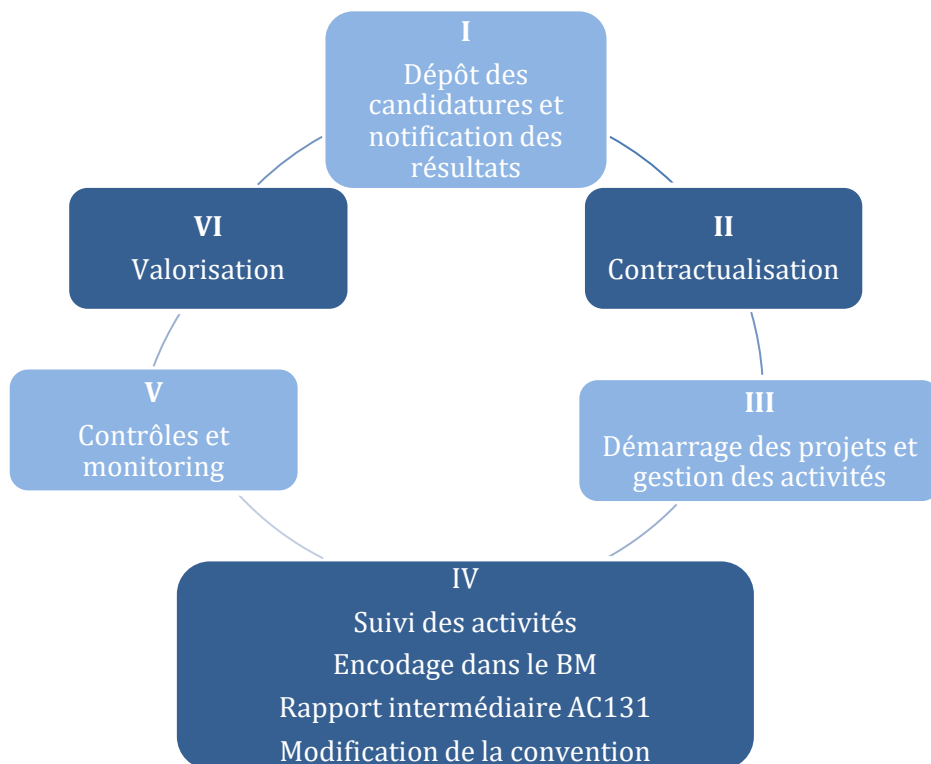 I
Dépôt des
candidatures et
notification des
résultats
II
Contractualisation
III
Démarrage des projets et
gestion des activités
IV
Suivi des activités
Encodage dans le BM
Rapport intermédiaire AC131
Modification de la convention
V
Contrôles et
monitoring
VI
Valorisation